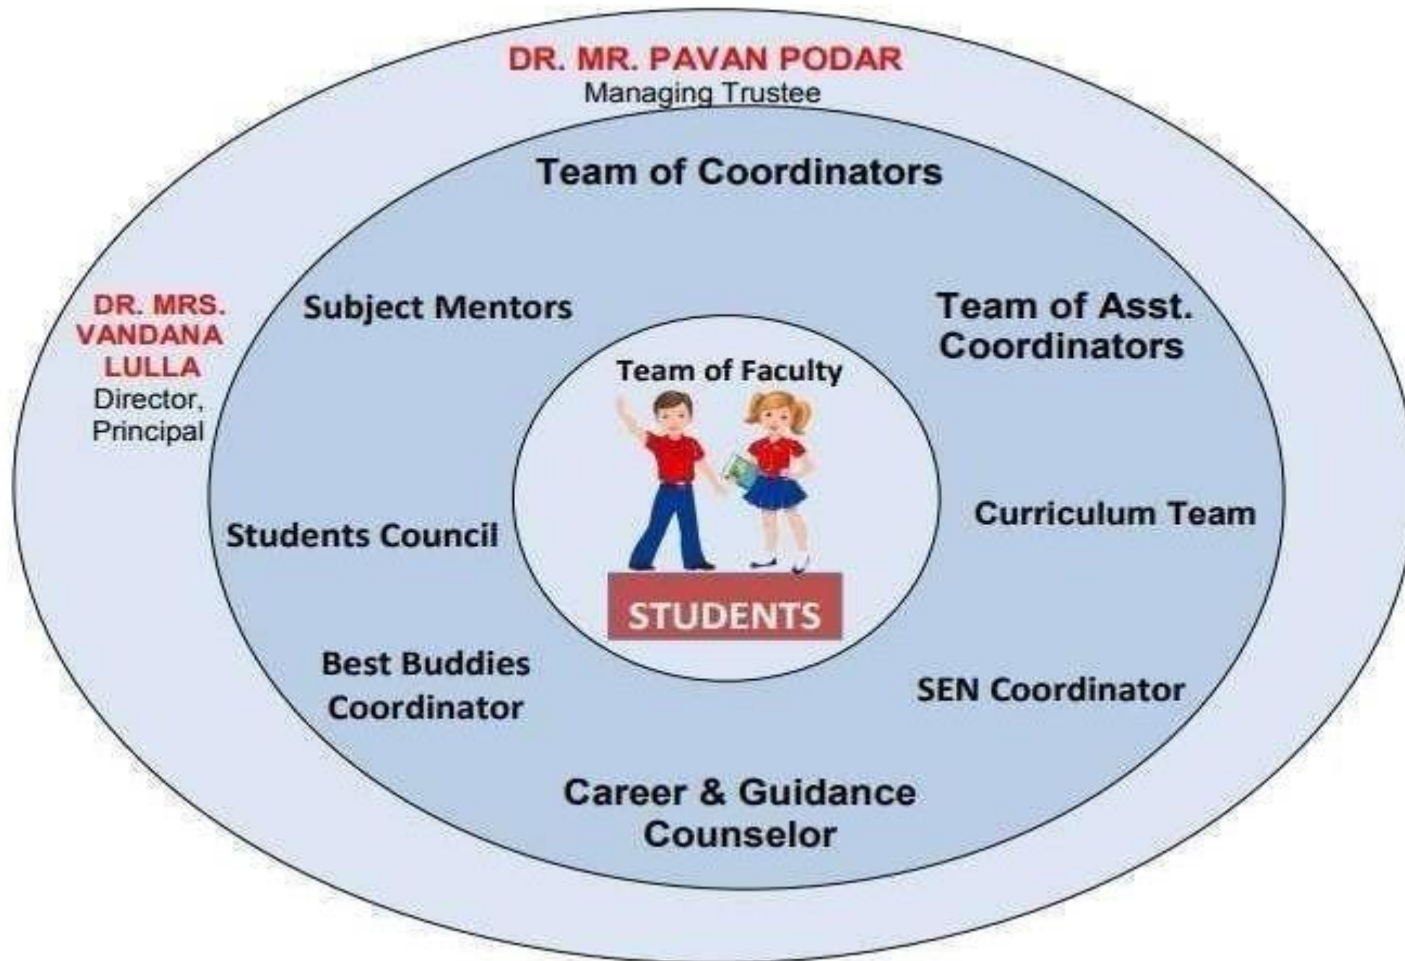 DR. MR. PAVAN PODAR
Managing Trustee
Team of Coordinators
DR. MRS.
VANDANA
LULLA
Director,
Principal
Subject Mentors
Team of Asst.
Coordinators
Team of Faculty
Students Council
Curriculum Team
STUDENTS
Best Buddies
Coordinator
SEN Coordinator
Career & Guidance
Counselor